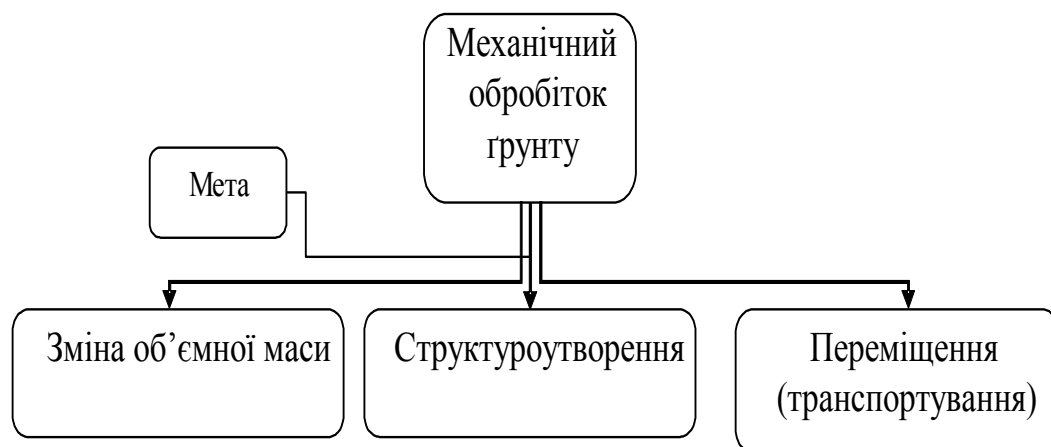 Механічний
обробіток
ґрунту
Мета
Зміна об’ємної маси
Структуроутворення
Переміщення
(транспортування)